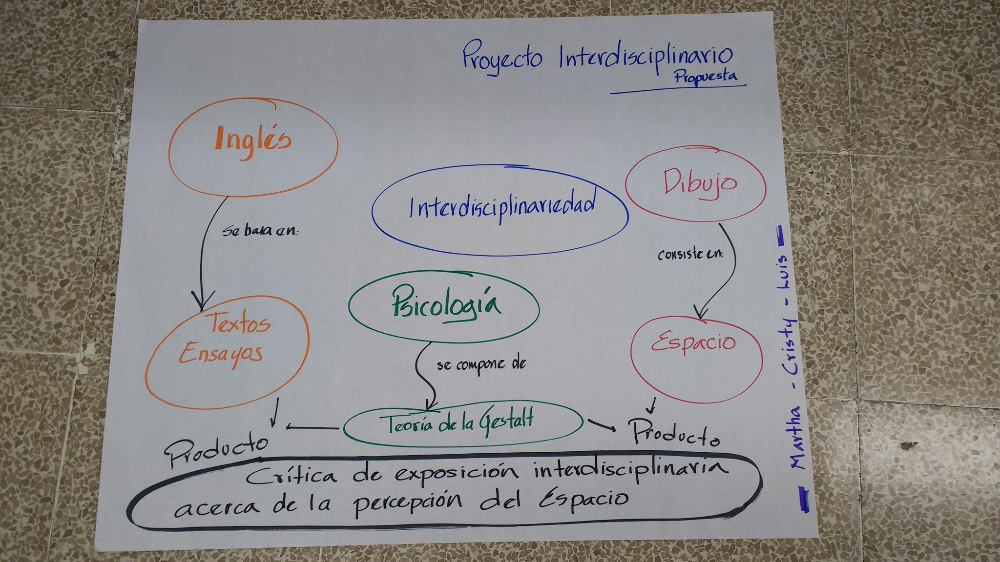 Proyecto Interdisciplinario
Propuesta
Inglés
Interdisciplinariedad
Dibujo
se basa en:
consiste en:
Textos
Ensayos
Psicología
Espacio
se compone de
Teoría de la Gestalt
Producto
Producto
Crítica de exposición interdisciplinaria
acerca de la percepción del Espacio
Martha - Cristy - Luis